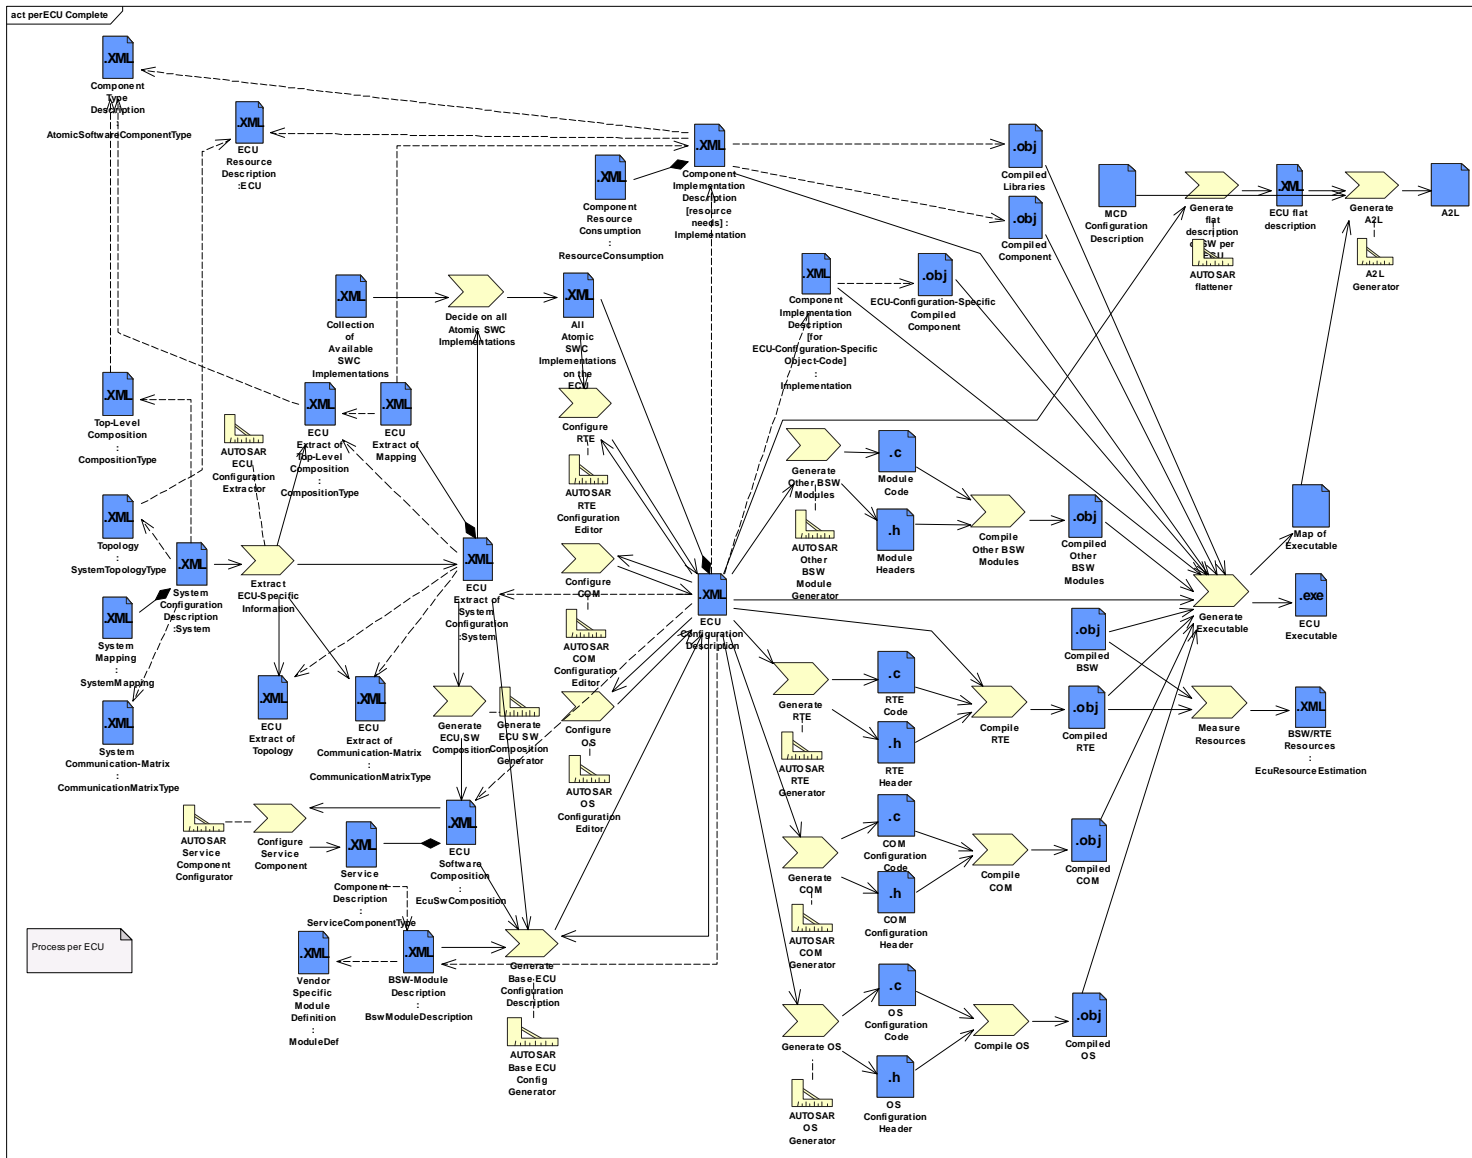 act perECU Complete
.XML
Component
Type
Description
:
AtomicSoftwareComponentType
.XML
ECU
Resource
Description
:ECU
.XML
Component
Resource
Consumption
:
ResourceConsumption
.XML
Component
Implementation
Description
[resource
needs] :
Implementation
.obj
Compiled
Libraries
.obj
Compiled
Component
MCD
Configuration
Description
Generate
flat
description
BSW per
ECU
AUTOSAR
flattener
.XML
ECU flat
description
Generate
A2L
A2L
Generator
A2L
.XML
Collection
of
Available
SWC
Implementations
Decide on all
Atomic SWC
Implementations
.XML
All
Atomic
SWC
Implementations
on the
ECU
.XML
Component
Implementation
Description
[for
ECU-Configuration-Specific
Object-Code]
:
Implementation
.obj
ECU-Configuration-Specific
Compiled
Component
.XML
Top-Level
Composition
:
CompositionType
AUTOSAR
ECU
Configuration
Extractor
.XML
ECU
Extract of
Top-Level
Composition
:
CompositionType
.XML
ECU
Extract of
Mapping
Configure
RTE
AUTOSAR
RTE
Configuration
Editor
Generate
Other BSW
Modules
AUTOSAR
Other
BSW
Module
Generator
.c
Module
Code
.h
Module
Headers
Compile
Other BSW
Modules
.obj
Compiled
Other
BSW
Modules
Map of
Executable
.XML
Topology
:
SystemTopologyType
.XML
System
Configuration
Description
:System
Extract
ECU-Specific
Information
.XML
ECU
Extract of
System
Configuration
:System
Configure
COM
AUTOSAR
COM
Configuration
Editor
.XML
ECU
Configuration
Description
Generate
Executable
.exe
ECU
Executable
.XML
System
Mapping
:
SystemMapping
.obj
Compiled
BSW
.XML
System
Communication-Matrix
:
CommunicationMatrixType
.XML
ECU
Extract of
Topology
.XML
ECU
Extract of
Communication-Matrix
:
CommunicationMatrixType
Generate
ECU SW
Composition
Generate
ECU SW
Composition
Generator
Configure
OS
AUTOSAR
OS
Configuration
Editor
Generate
RTE
AUTOSAR
RTE
Generator
.c
RTE
Code
.h
RTE
Header
Compile
RTE
.obj
Compiled
RTE
Measure
Resources
.XML
BSW/RTE
Resources
:
EcuResourceEstimation
AUTOSAR
Service
Component
Configurator
Configure
Service
Component
.XML
Service
Component
Description
:
ServiceComponentType
.XML
ECU
Software
Composition
:
EcuSwComposition
Generate
COM
AUTOSAR
COM
Generator
.c
COM
Configuration
Code
.h
COM
Configuration
Header
Compile
COM
.obj
Compiled
COM
Process per ECU
.XML
Vendor
Specific
Module
Definition
:
ModuleDef
.XML
BSW-Module
Description
:
BswModuleDescription
Generate
Base ECU
Configuration
Description
AUTOSAR
Base ECU
Config
Generator
Generate OS
AUTOSAR
OS
Generator
.c
OS
Configuration
Code
.h
OS
Configuration
Header
Compile OS
.obj
Compiled
OS